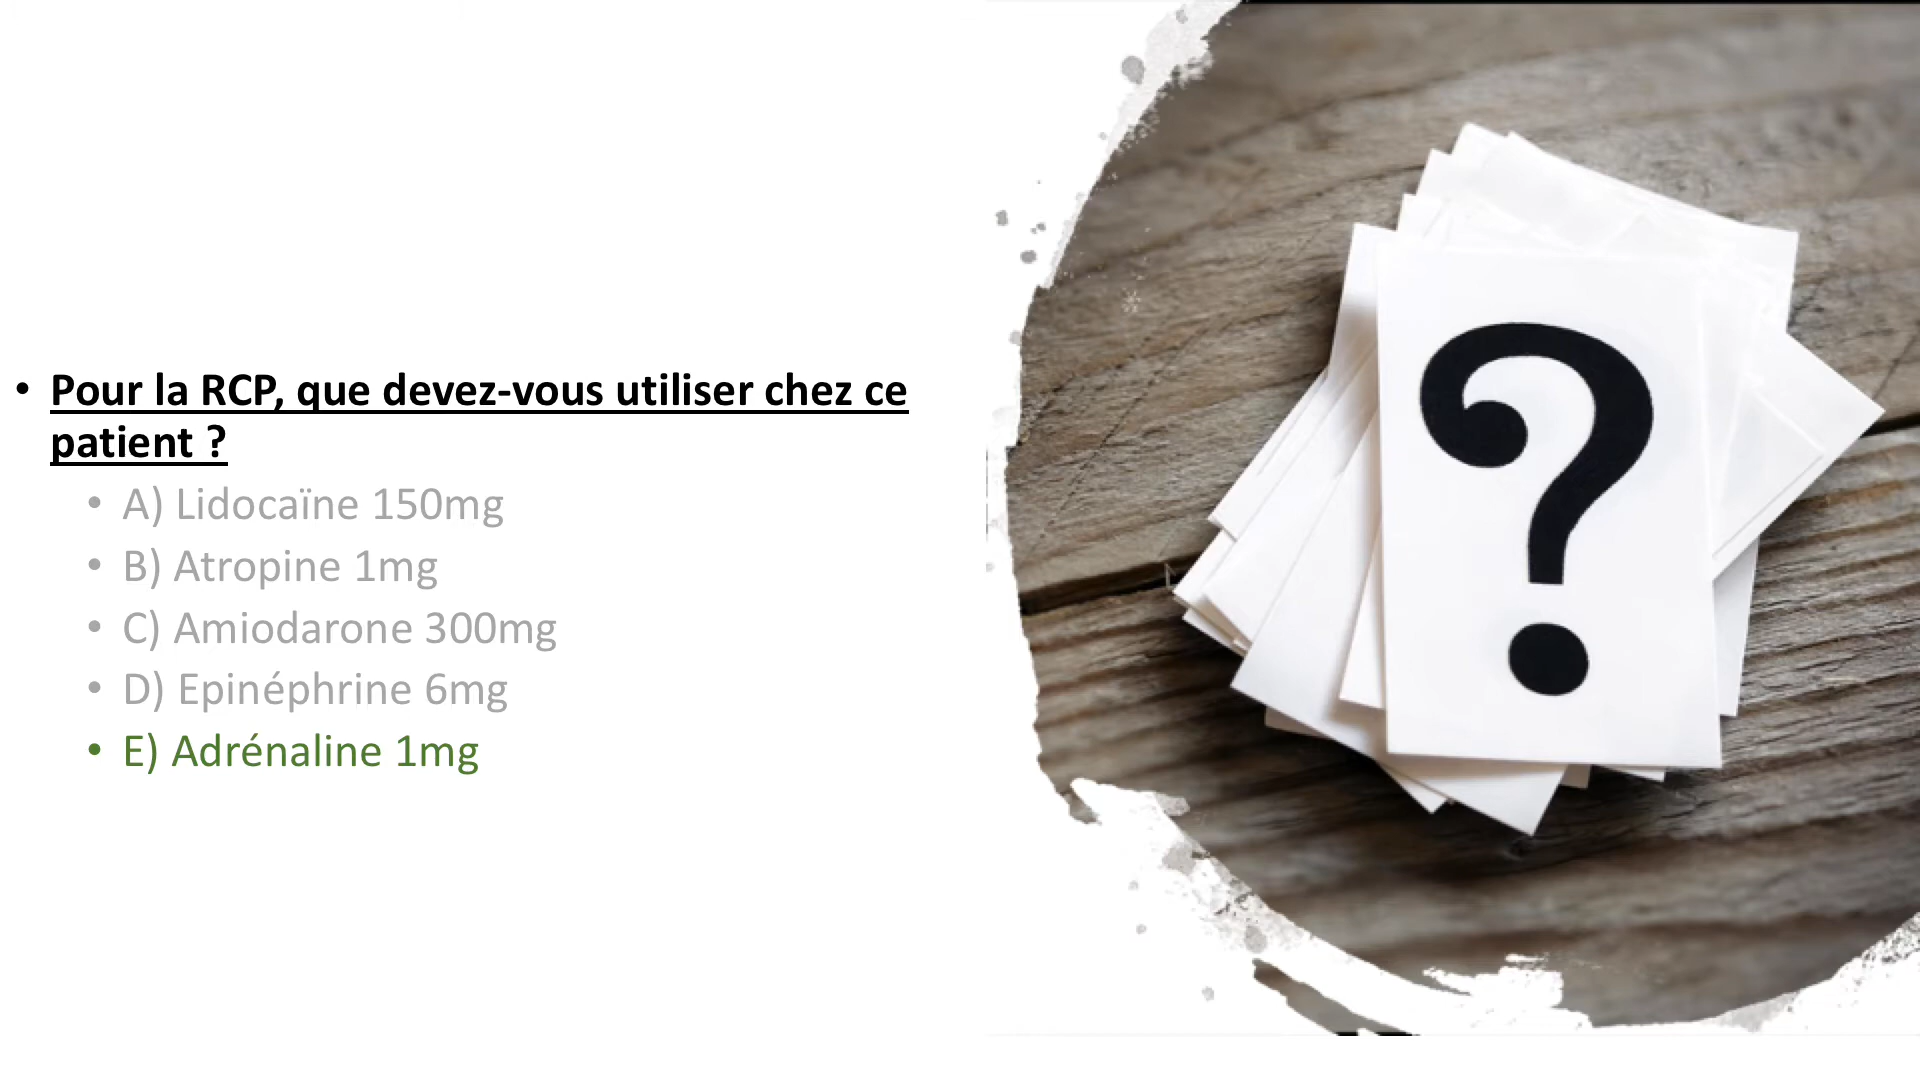 • Pour la RCP, que devez-vous utiliser chez ce
patient ?
• A) Lidocaïne 150mg
• B) Atropine 1mg
• C) Amiodarone 300mg
• D) Epinéphrine 6mg
• E) Adrénaline 1mg
?